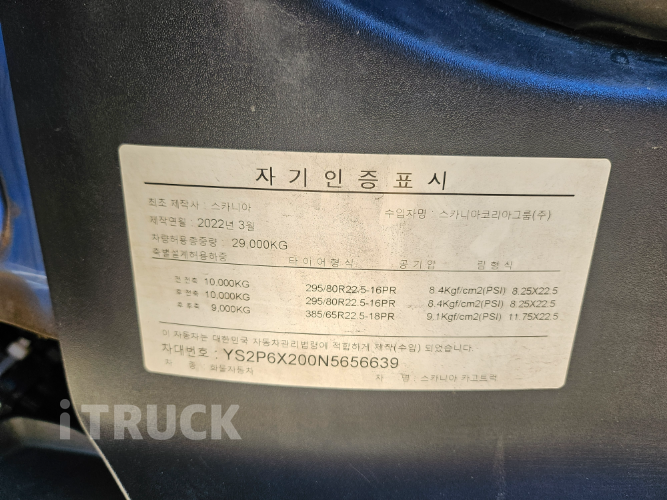 자기인증표시
최초 제작사 : 스카니아 수입자명 : 스카니아코리아그룹(주)
제작연월 : 2022년 3월
차량허용총중량 : 29,000KG
축별설계허용하중 타이어형식 공기압 림형식
10,000KG 295/80R22.5-16PR 8.4Kgf/cm2(PSI) 8.25X22.5
10,000KG 295/80R22.5-16PR 8.4Kgf/cm2(PSI) 8.25X22.5
9,000KG 385/65R22.5-18PR 9.1Kgf/cm2(PSI) 11.75X22.5
이 자동차는 대한민국 자동차관리법령에 적합하게 제작(수입) 되었습니다.
차대번호 : YS2P6X200N5656639
차 종 : 화물자동차 차 명 : 스카니아 카고트럭
iTRUCK